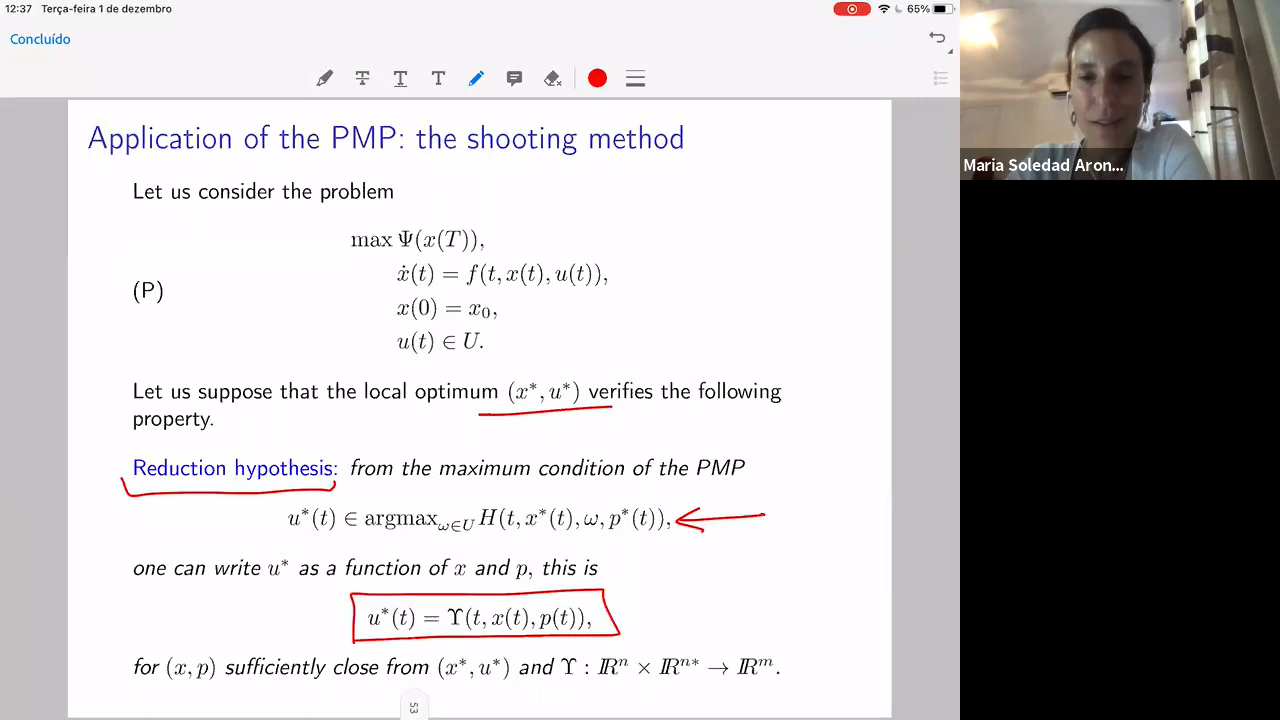 12:37 Terça-feira 1 de dezembro
65%
Concluído
Application of the PMP: the shooting method
Let us consider the problem
max Ψ(x(T)),
ẋ(t) = f(t, x(t), u(t)),
(P)
x(0) = x₀,
u(t) ∈ U.
Let us suppose that the local optimum (x*, u*) verifies the following
property.
Reduction hypothesis: from the maximum condition of the PMP
u*(t) ∈ argmax_{ω∈U} H(t, x*(t), ω, p*(t)),
one can write u* as a function of x and p, this is
u*(t) = ϒ(t, x(t), p(t)),
for (x, p) sufficiently close from (x*, u*) and ϒ : ℝⁿ × ℝⁿ* → ℝᵐ.
53
Maria Soledad Aron...